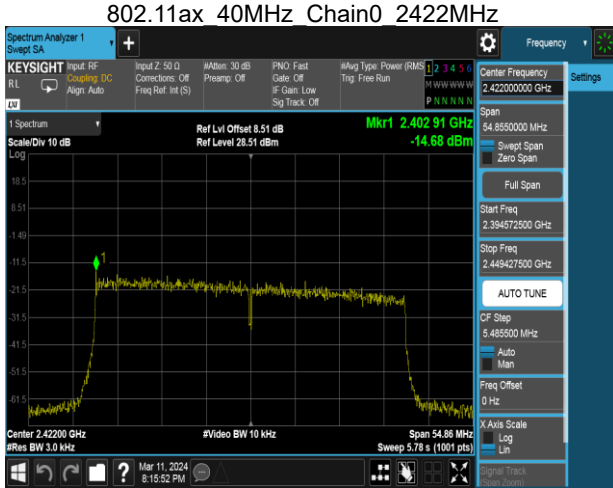 802.11ax_40MHz_Chain0_2422MHz
Spectrum Analyzer 1
Swept SA
Frequency
KEYSIGHT
RL
Input: RF
Coupling: DC
Align: Auto
Input Z: 50 Ω
Corrections: Off
Freq Ref: Int (S)
#Atten: 30 dB
Preamp: Off
PNO: Fast
Gate: Off
IF Gain: Low
Sig Track: Off
#Avg Type: Power (RMS
Trig: Free Run
1 2 3 4 5 6
M W W W W W
P N N N N N
1 Spectrum
Scale/Div 10 dB
Log
Ref Lvl Offset 8.51 dB
Ref Level 28.51 dBm
Mkr1 2.402 91 GHz
-14.68 dBm
18.5
8.51
-1.49
-11.5
-21.5
-31.5
-41.5
-51.5
-61.5
1
Center 2.42200 GHz
#Res BW 3.0 kHz
#Video BW 10 kHz
Span 54.86 MHz
Sweep 5.78 s (1001 pts)
Center Frequency
2.422000000 GHz
Settings
Span
54.8550000 MHz
Swept Span
Zero Span
Full Span
Start Freq
2.394572500 GHz
Stop Freq
2.449427500 GHz
AUTO TUNE
CF Step
5.485500 MHz
Auto
Man
Freq Offset
0 Hz
X Axis Scale
Log
Lin
Signal Track
(Span Zoom)
Mar 11, 2024
8:15:52 PM